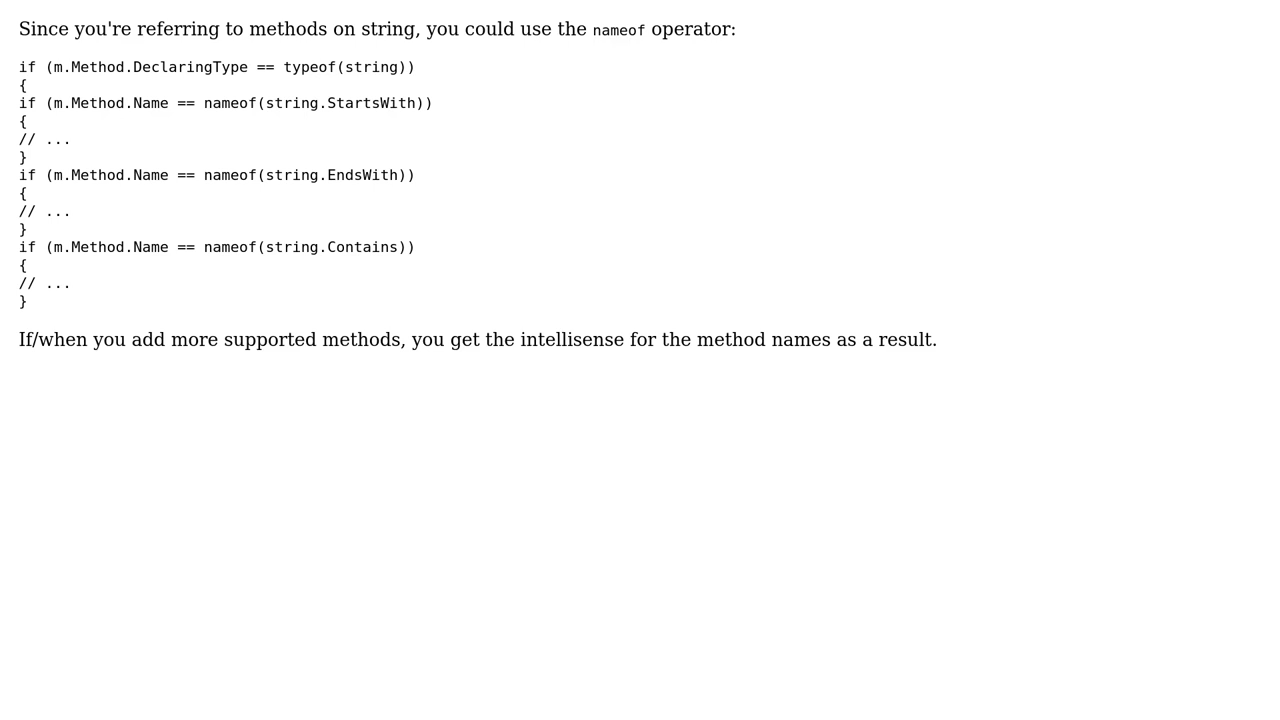 Since you're referring to methods on string, you could use the nameof operator:
if (m.Method.DeclaringType == typeof(string))
{
if (m.Method.Name == nameof(string.StartsWith))
{
// ...
}
if (m.Method.Name == nameof(string.EndsWith))
{
// ...
}
if (m.Method.Name == nameof(string.Contains))
{
// ...
}
If/when you add more supported methods, you get the intellisense for the method names as a result.